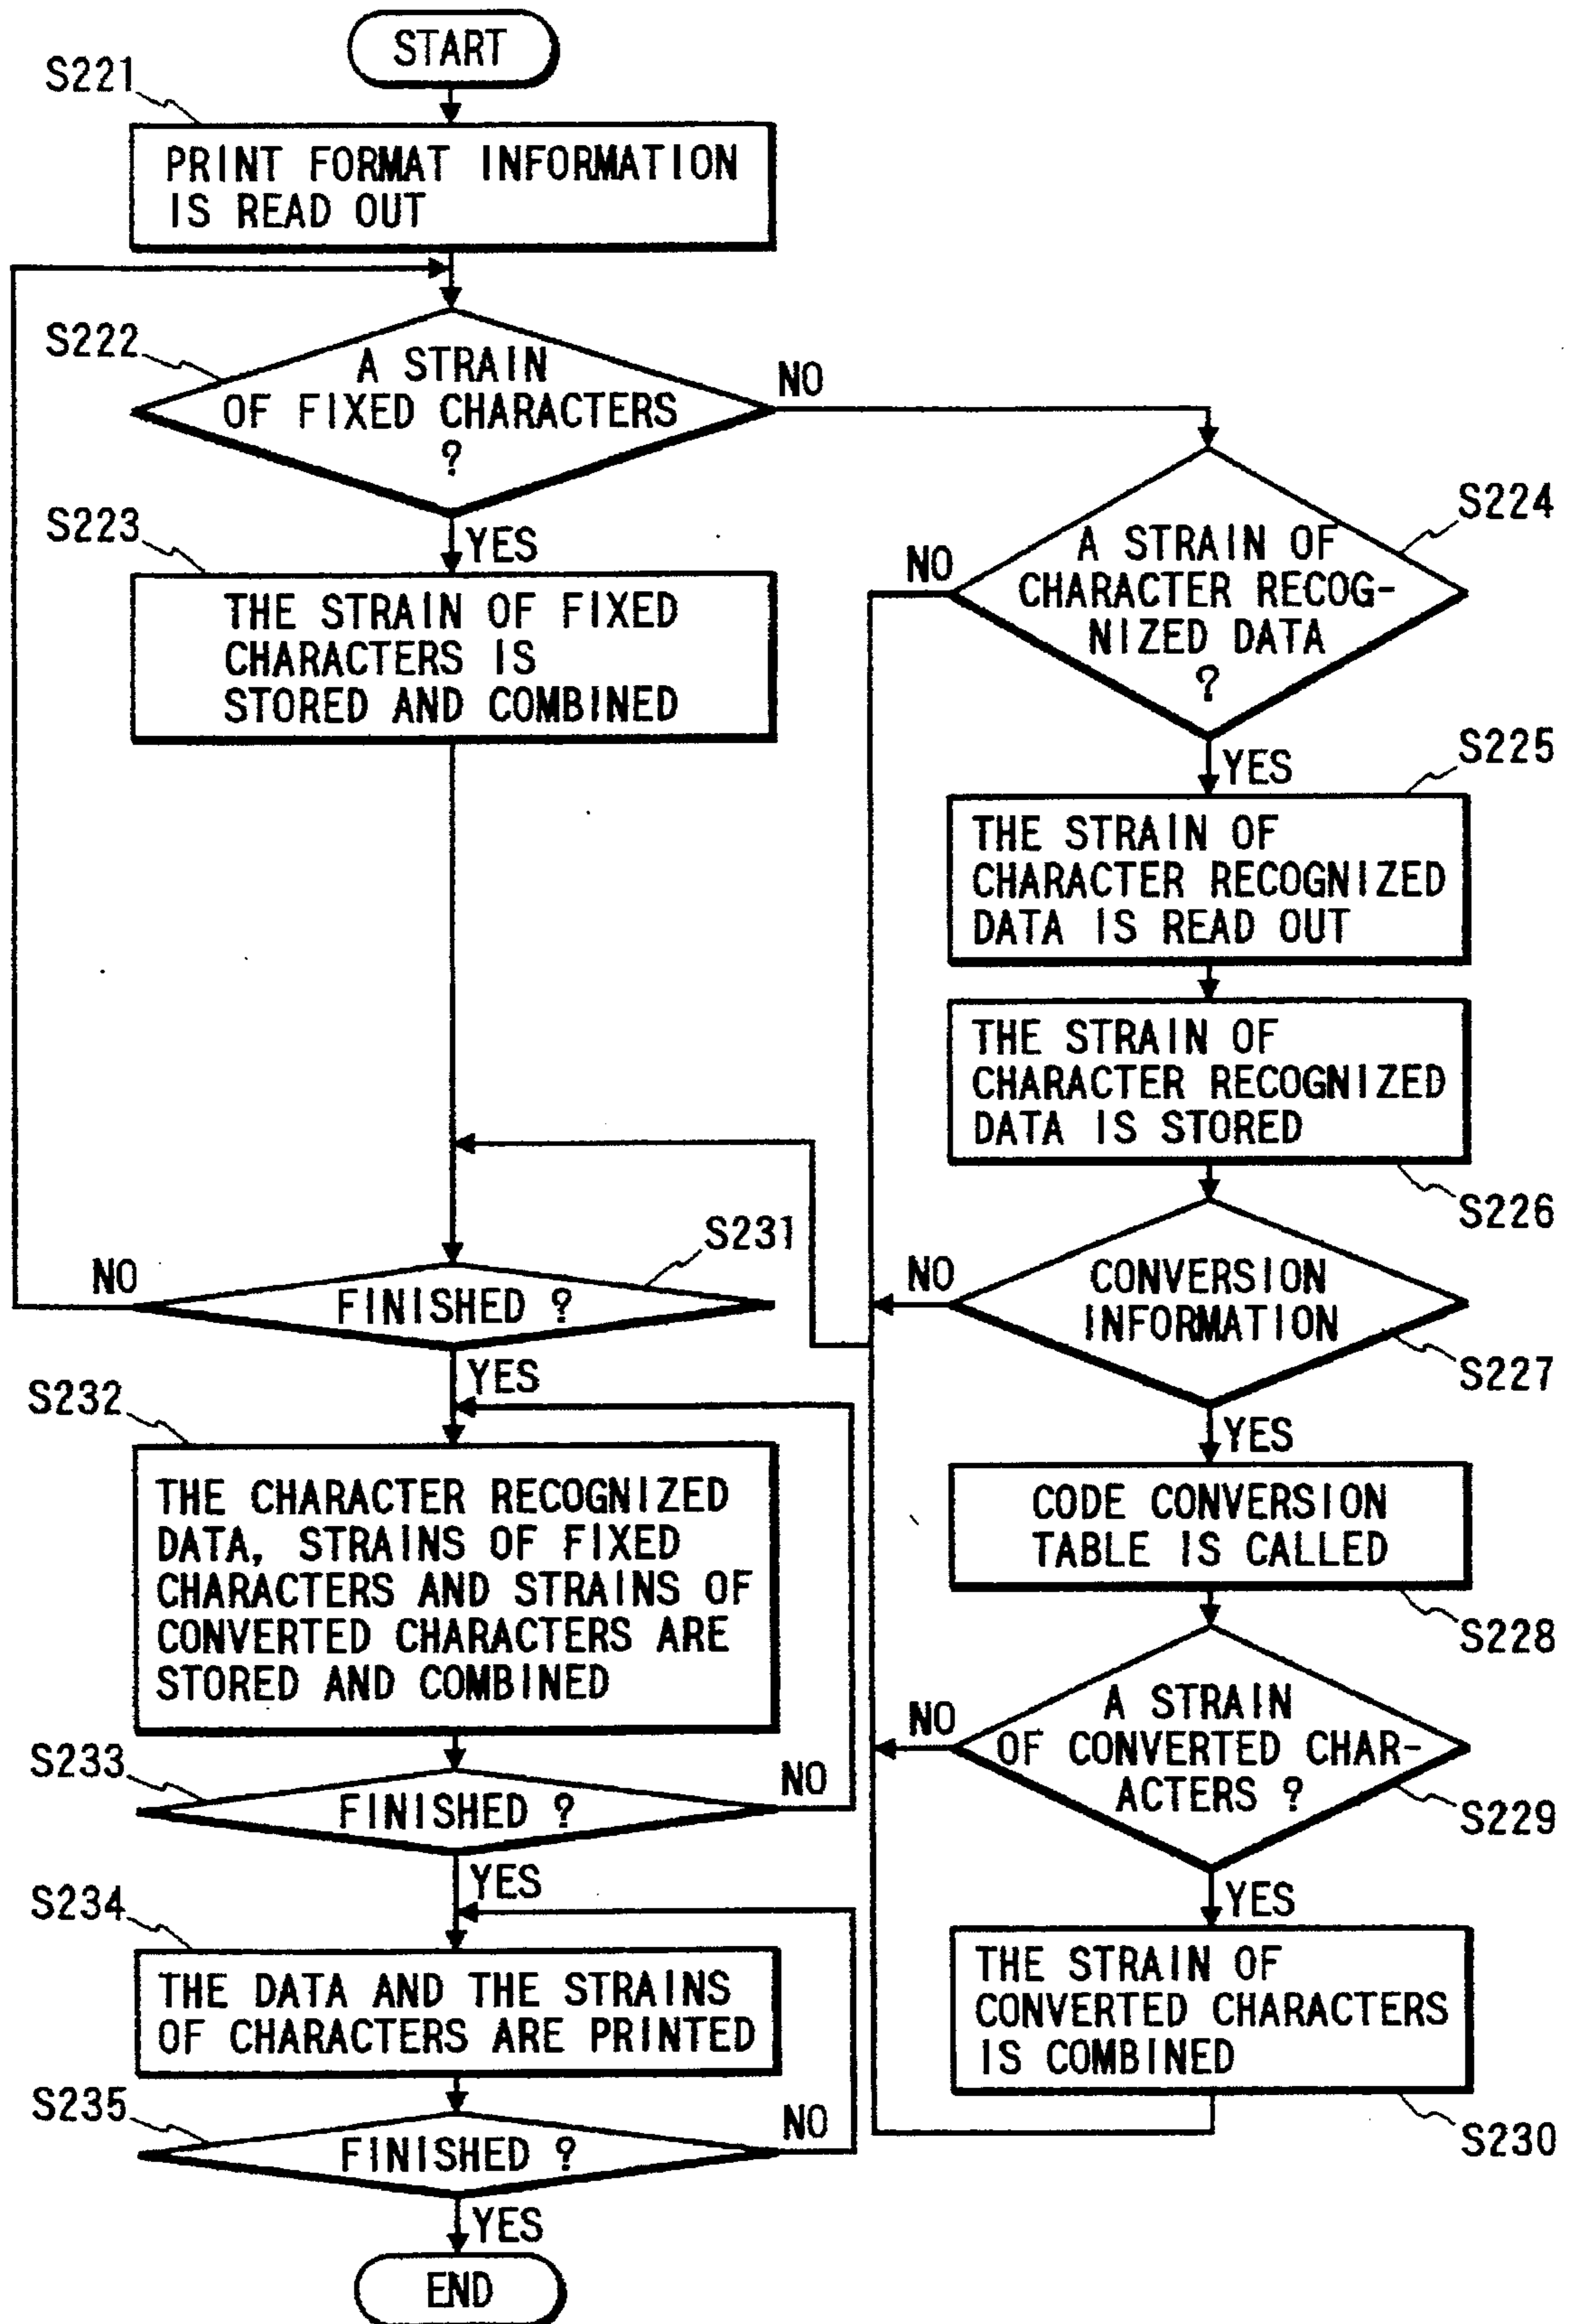 START
S221
PRINT FORMAT INFORMATION
IS READ OUT
S222
A STRAIN
OF FIXED CHARACTERS
?
NO
YES
S223
THE STRAIN OF FIXED
CHARACTERS IS
STORED AND COMBINED
S224
A STRAIN OF
CHARACTER RECOG-
NIZED DATA
?
NO
YES
S225
THE STRAIN OF
CHARACTER RECOGNIZED
DATA IS READ OUT
THE STRAIN OF
CHARACTER RECOGNIZED
DATA IS STORED
S226
CONVERSION
INFORMATION
NO
S227
YES
CODE CONVERSION
TABLE IS CALLED
S228
A STRAIN
OF CONVERTED CHAR-
ACTERS ?
NO
S229
YES
THE STRAIN OF
CONVERTED CHARACTERS
IS COMBINED
S230
S231
NO
FINISHED ?
YES
S232
THE CHARACTER RECOGNIZED
DATA, STRAINS OF FIXED
CHARACTERS AND STRAINS OF
CONVERTED CHARACTERS ARE
STORED AND COMBINED
S233
FINISHED ?
NO
YES
S234
THE DATA AND THE STRAINS
OF CHARACTERS ARE PRINTED
S235
FINISHED ?
NO
YES
END